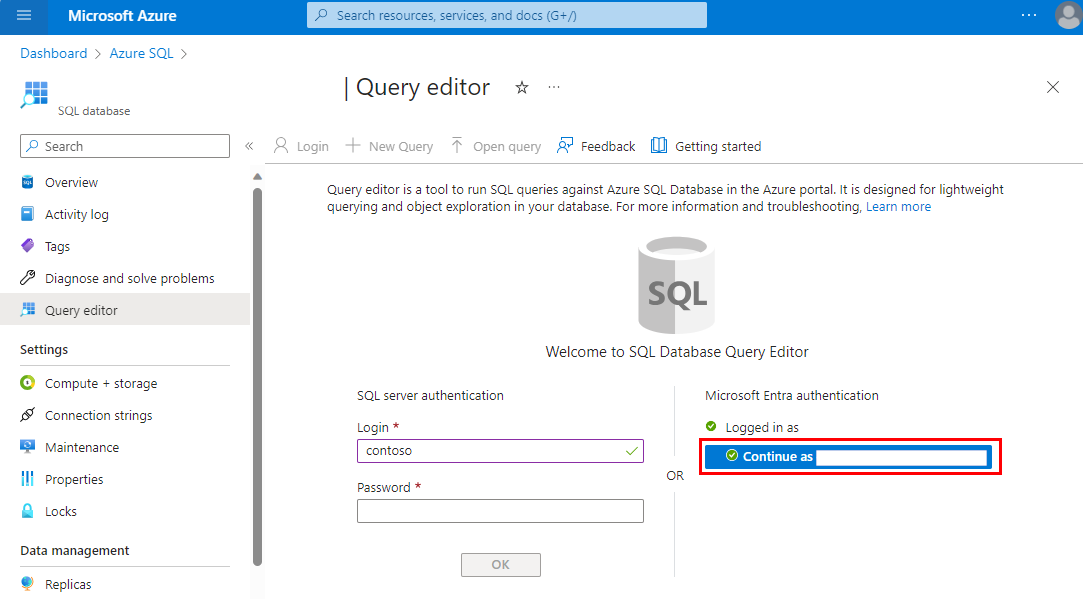 Microsoft Azure
Search resources, services, and docs (G+/)
Dashboard > Azure SQL >
SQL database
| Query editor
Search
«
Login
New Query
Open query
Feedback
Getting started
Overview
Activity log
Tags
Diagnose and solve problems
Query editor
Settings
Compute + storage
Connection strings
Maintenance
Properties
Locks
Data management
Replicas
Query editor is a tool to run SQL queries against Azure SQL Database in the Azure portal. It is designed for lightweight
querying and object exploration in your database. For more information and troubleshooting, Learn more
SQL
Welcome to SQL Database Query Editor
SQL server authentication
Login *
contoso
Password *
OK
OR
Microsoft Entra authentication
Logged in as
Continue as